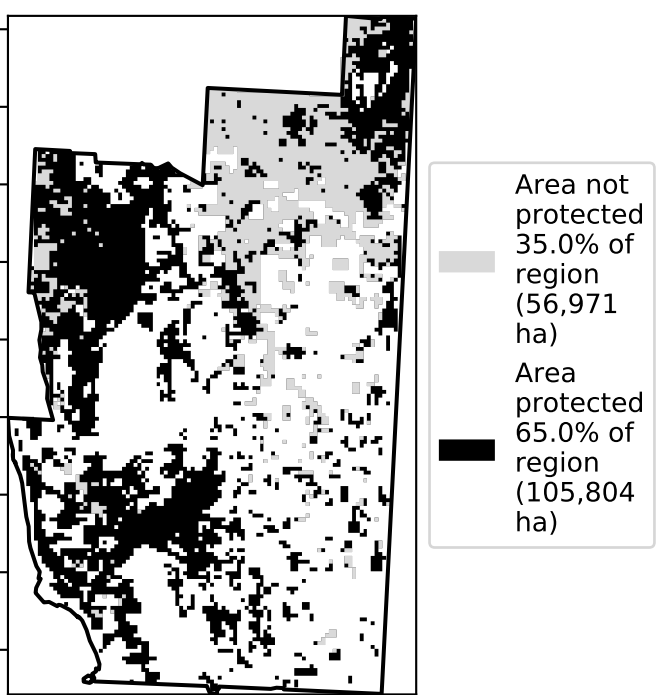 Area not
protected
35.0% of
region
(56,971
ha)
Area
protected
65.0% of
region
(105,804
ha)